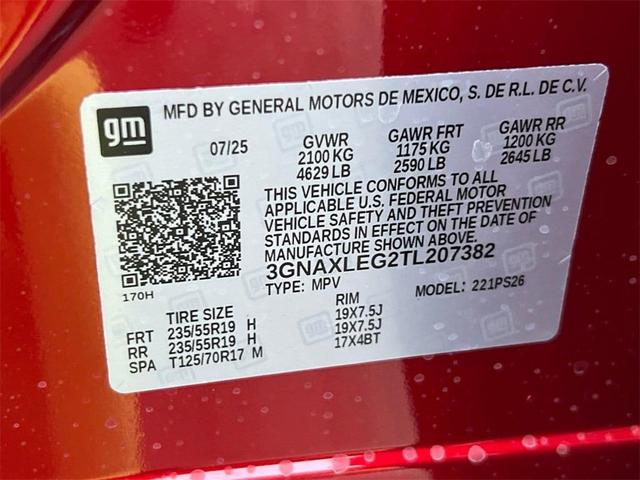 gm
MFD BY GENERAL MOTORS DE MEXICO, S. DE R.L. DE C.V.
07/25 GVWR GAWR FRT GAWR RR
2100 KG 1175 KG 1200 KG
4629 LB 2590 LB 2645 LB
THIS VEHICLE CONFORMS TO ALL
APPLICABLE U.S. FEDERAL MOTOR
VEHICLE SAFETY AND THEFT PREVENTION
STANDARDS IN EFFECT ON THE DATE OF
MANUFACTURE SHOWN ABOVE.
3GNAXLEG2TL207382
170H
TYPE: MPV MODEL: 221PS26
TIRE SIZE RIM
FRT 235/55R19 H 19X7.5J
RR 235/55R19 H 19X7.5J
SPA T125/70R17 M 17X4BT